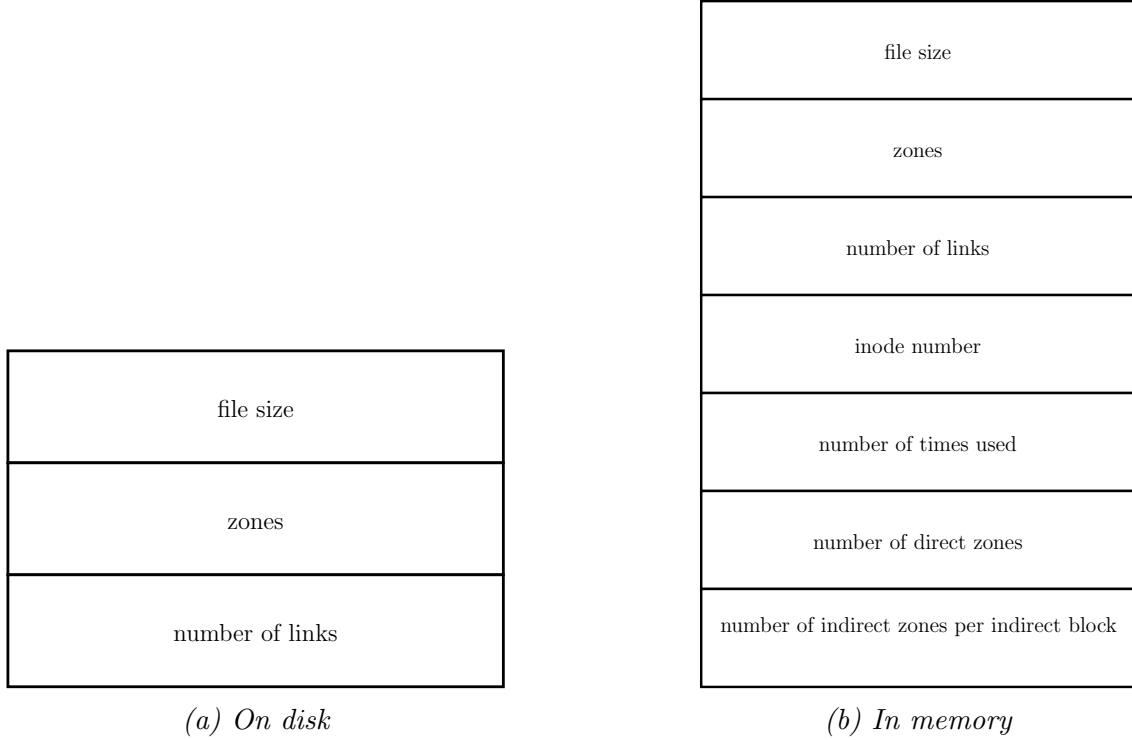 file size
zones
number of links
(a) On disk
file size
zones
number of links
inode number
number of times used
number of direct zones
number of indirect zones per indirect block
(b) In memory